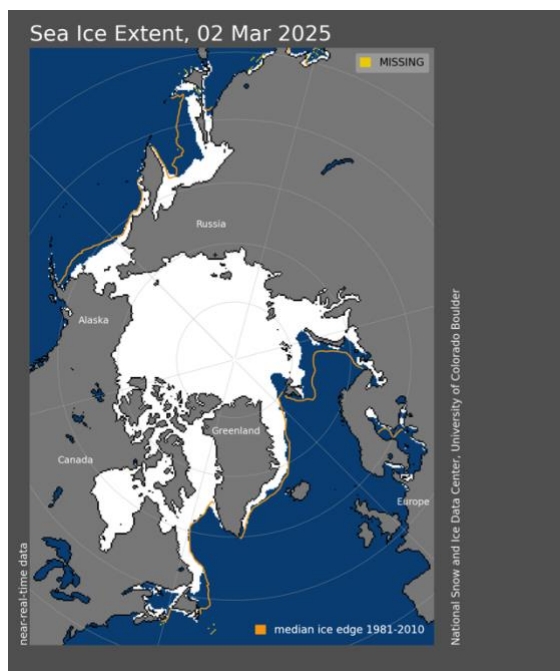 Sea Ice Extent, 02 Mar 2025
MISSING
Russia
Alaska
Greenland
Canada
Europe
near-real-time data
median ice edge 1981-2010
National Snow and Ice Data Center, University of Colorado Boulder